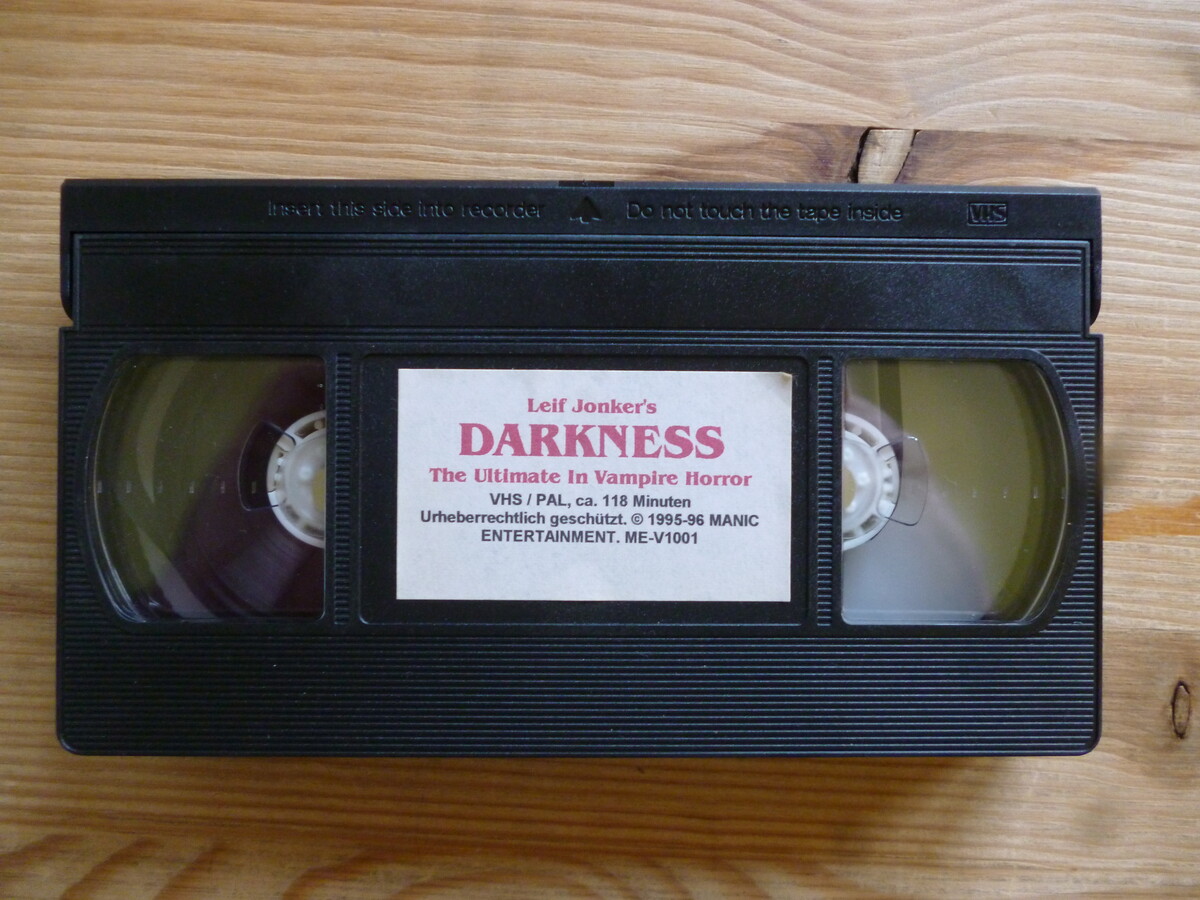 Insert this side into recorder Do not touch the tape inside VHS
Leif Jonker's
DARKNESS
The Ultimate In Vampire Horror
VHS / PAL, ca. 118 Minuten
Urheberrechtlich geschützt. © 1995-96 MANIC
ENTERTAINMENT. ME-V1001